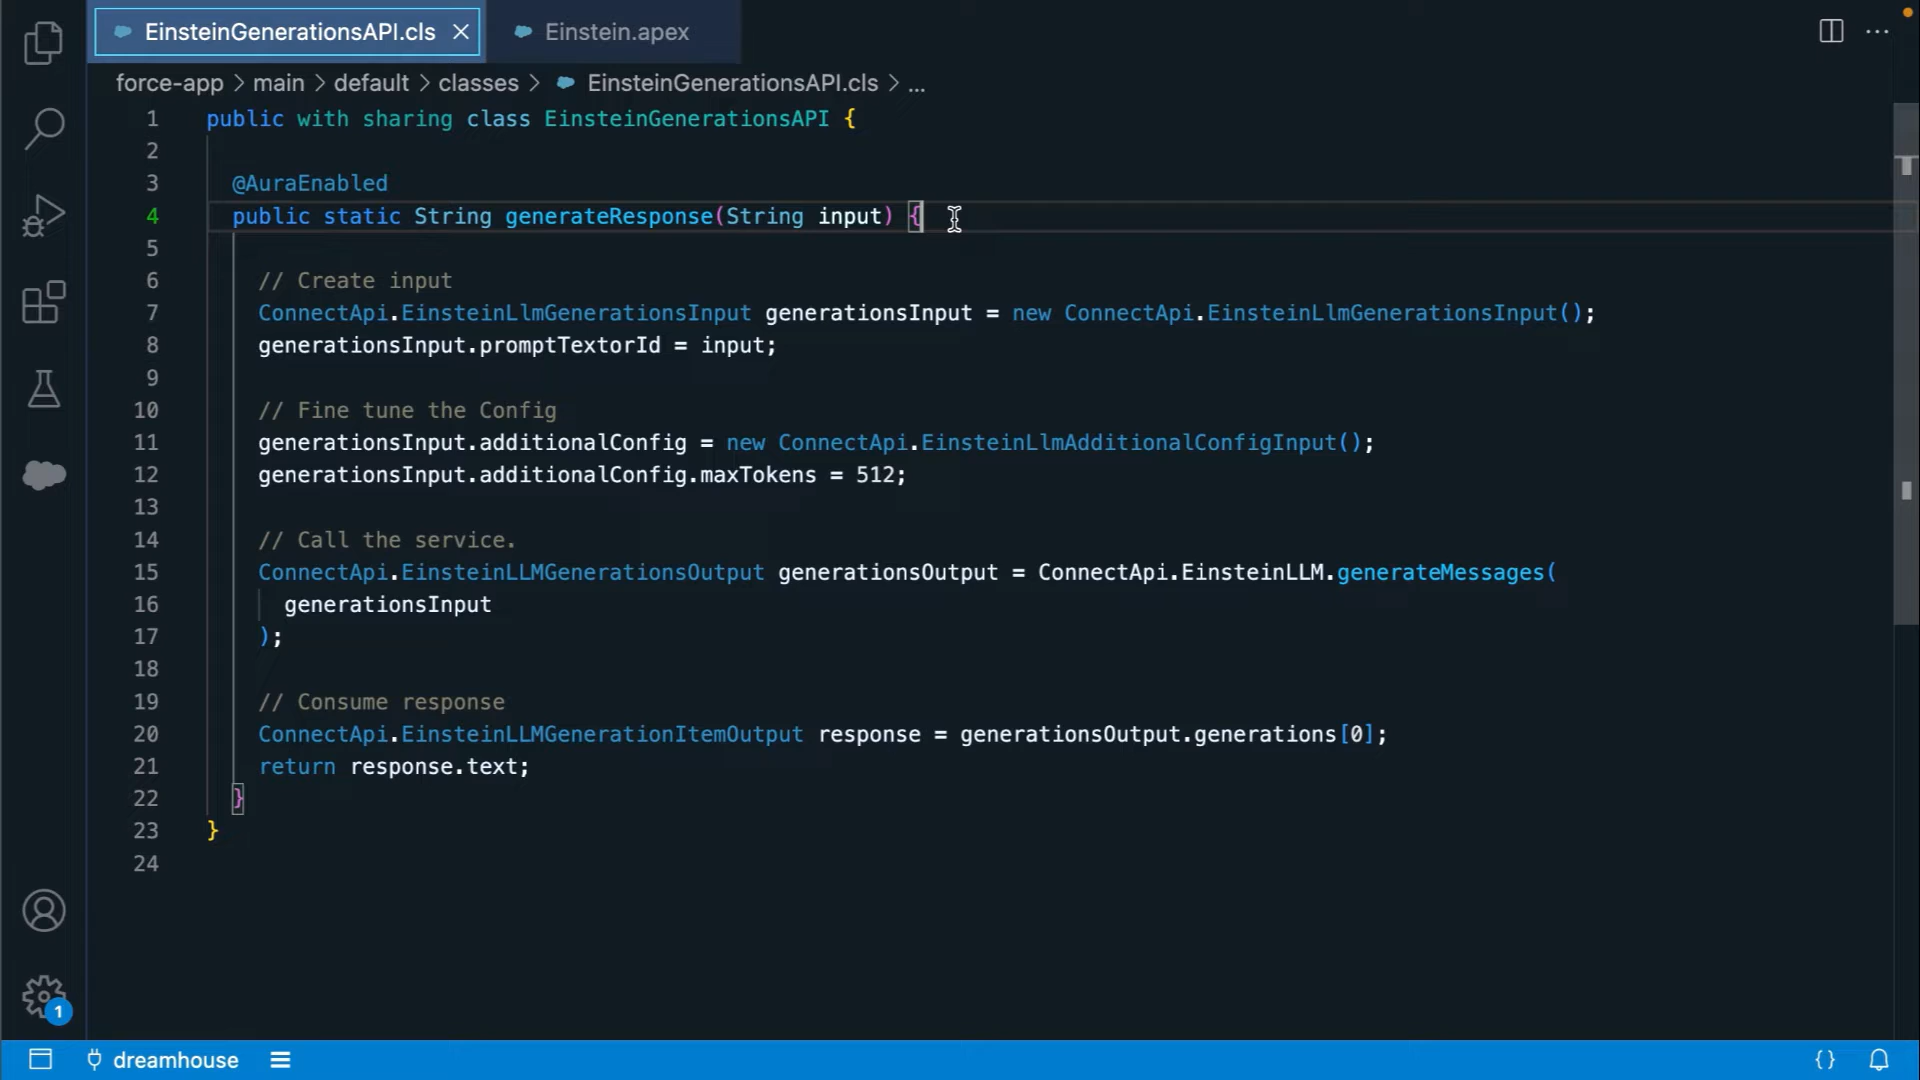 EinsteinGenerationsAPI.cls
Einstein.apex
force-app > main > default > classes > EinsteinGenerationsAPI.cls > ...
1 public with sharing class EinsteinGenerationsAPI {
2
3 @AuraEnabled
4 public static String generateResponse(String input) {
5
6 // Create input
7 ConnectApi.EinsteinLlmGenerationsInput generationsInput = new ConnectApi.EinsteinLlmGenerationsInput();
8 generationsInput.promptTextorId = input;
9
10 // Fine tune the Config
11 generationsInput.additionalConfig = new ConnectApi.EinsteinLlmAdditionalConfigInput();
12 generationsInput.additionalConfig.maxTokens = 512;
13
14 // Call the service.
15 ConnectApi.EinsteinLLMGenerationsOutput generationsOutput = ConnectApi.EinsteinLLM.generateMessages(
16 generationsInput
17 );
18
19 // Consume response
20 ConnectApi.EinsteinLLMGenerationItemOutput response = generationsOutput.generations[0];
21 return response.text;
22 }
23 }
24
1
dreamhouse
{}